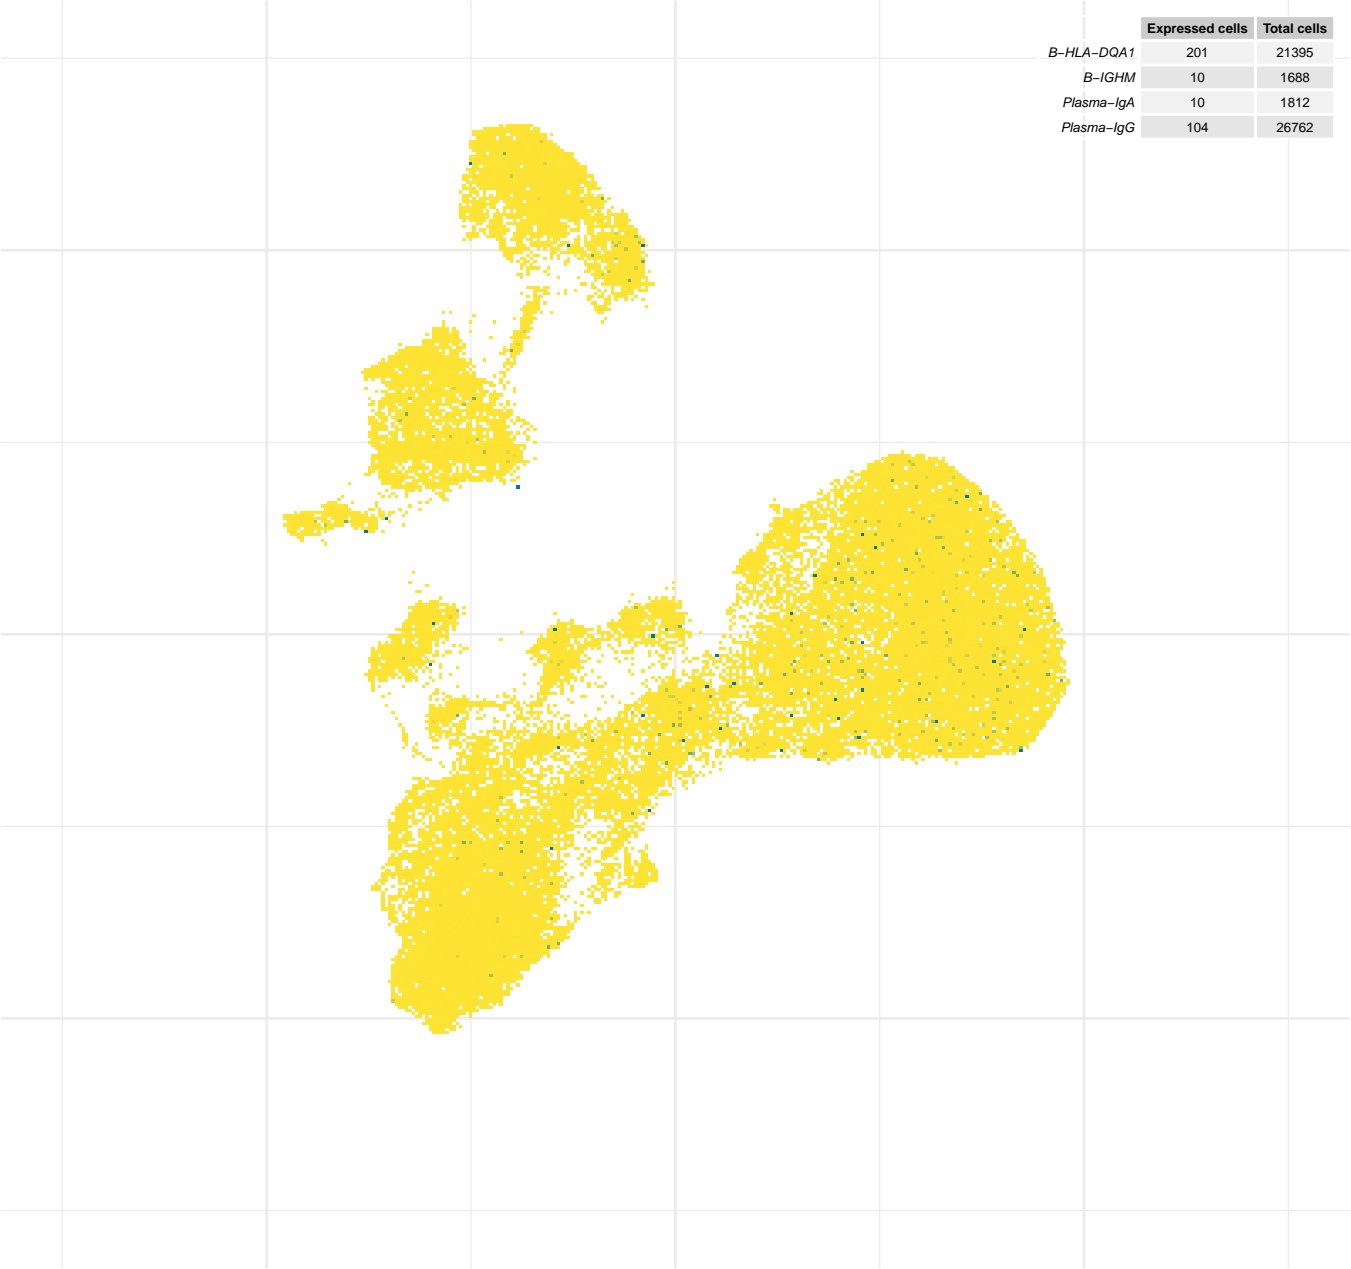 Expressed cells Total cells
B−HLA−DQA1 201 21395
B−IGHM 10 1688
Plasma−IgA 10 1812
Plasma−IgG 104 26762